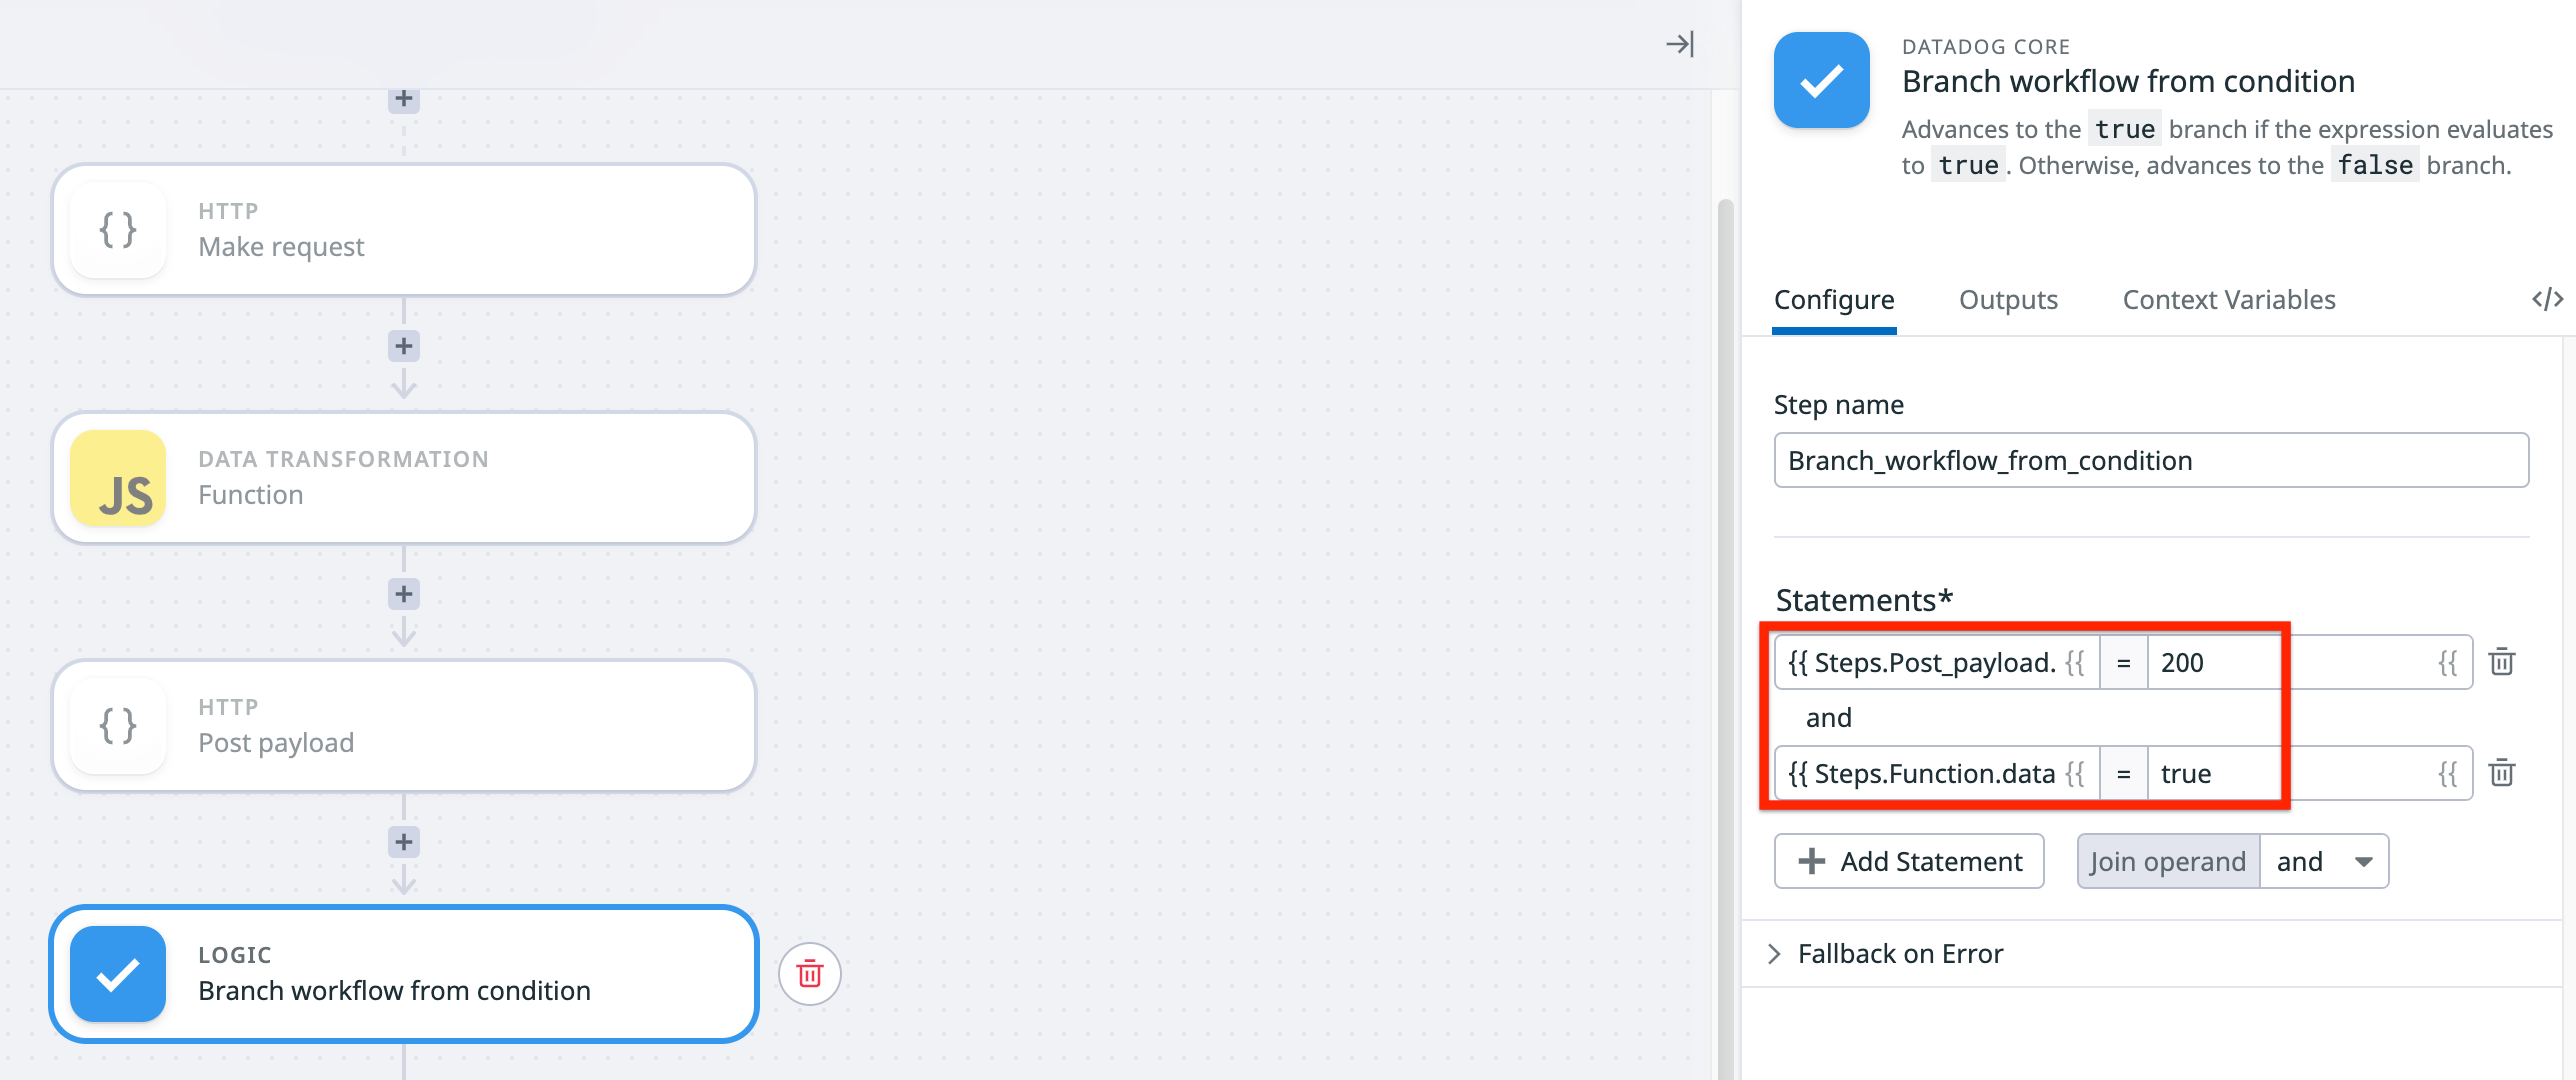 HTTP
Make request
JS
DATA TRANSFORMATION
Function
HTTP
Post payload
LOGIC
Branch workflow from condition
DATADOG CORE
Branch workflow from condition
Advances to the true branch if the expression evaluates
to true. Otherwise, advances to the false branch.
Configure Outputs Context Variables </>
Step name
Branch_workflow_from_condition
Statements*
{{ Steps.Post_payload. {{ = 200 {{
and
{{ Steps.Function.data {{ = true {{
+ Add Statement Join operand and
Fallback on Error